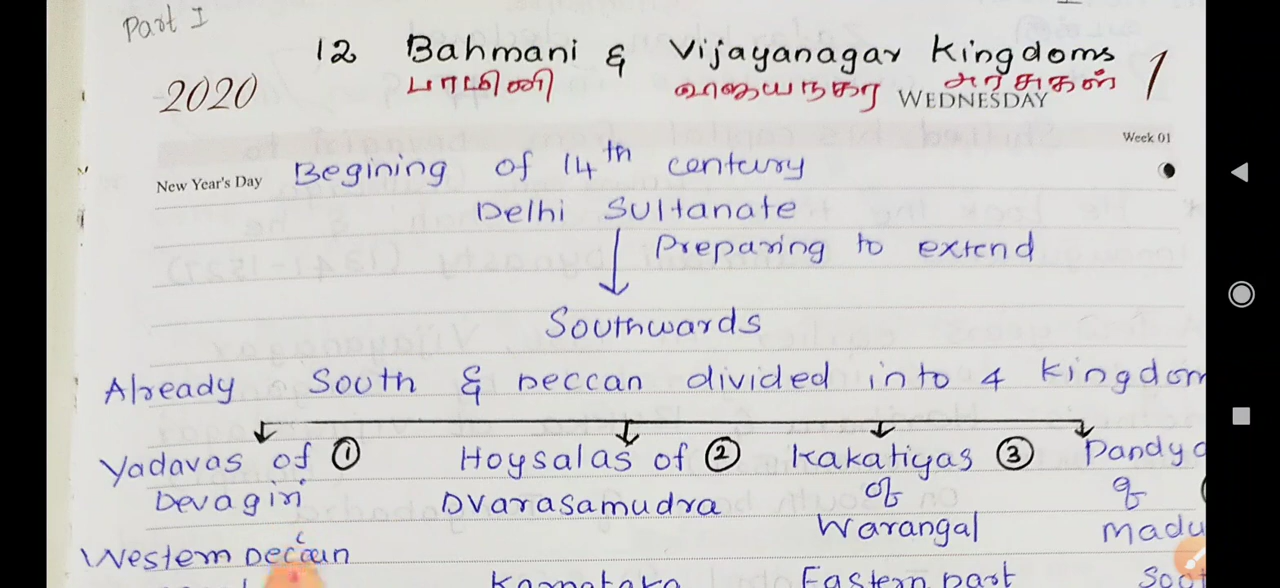 Part I
12 Bahmani & Vijayanagar Kingdoms
பாமினி விஜயநகர அரசுகள்
2020 WEDNESDAY 1
Week 01
New Year's Day Begining of 14th century
Delhi Sultanate
Preparing to extend
Southwards
Already South & Deccan divided into 4 kingdom
Yadavas of 1 Hoysalas of 2 Kakatiyas 3 Pandya
Devagiri Dvarasamudra of of
Warangal Madu
Western Deccan
Karnataka Eastern part